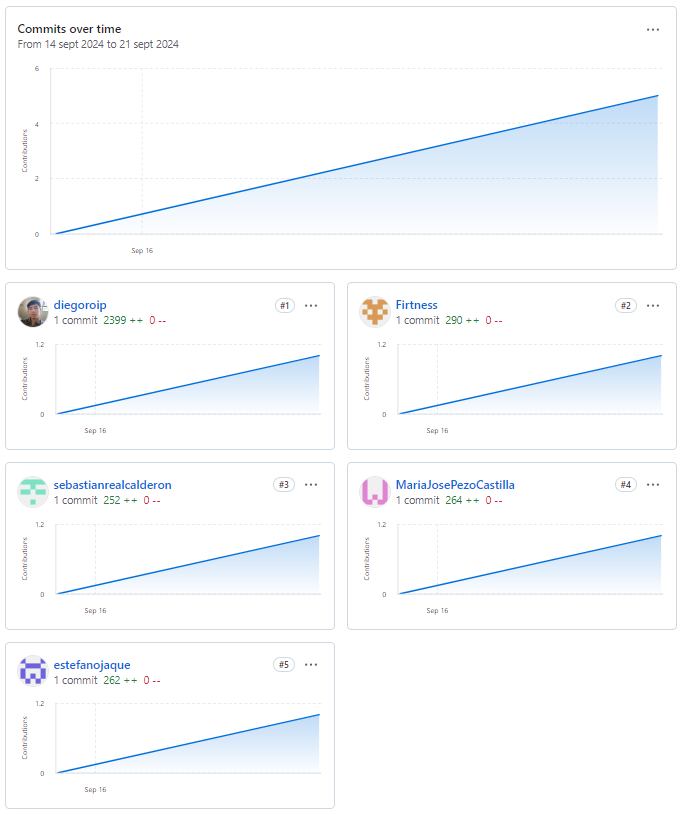 Commits over time
From 14 sept 2024 to 21 sept 2024
Contributions
6
4
2
0
Sep 16
diegoroip
#1
1 commit 2399 ++ 0 --
Contributions
1.2
0
Sep 16
Firtness
#2
1 commit 290 ++ 0 --
Contributions
1.2
0
Sep 16
sebastianrealcalderon
#3
1 commit 252 ++ 0 --
Contributions
1.2
0
Sep 16
MariaJosePezoCastilla
#4
1 commit 264 ++ 0 --
Contributions
1.2
0
Sep 16
estefanojaque
#5
1 commit 262 ++ 0 --
Contributions
1.2
0
Sep 16